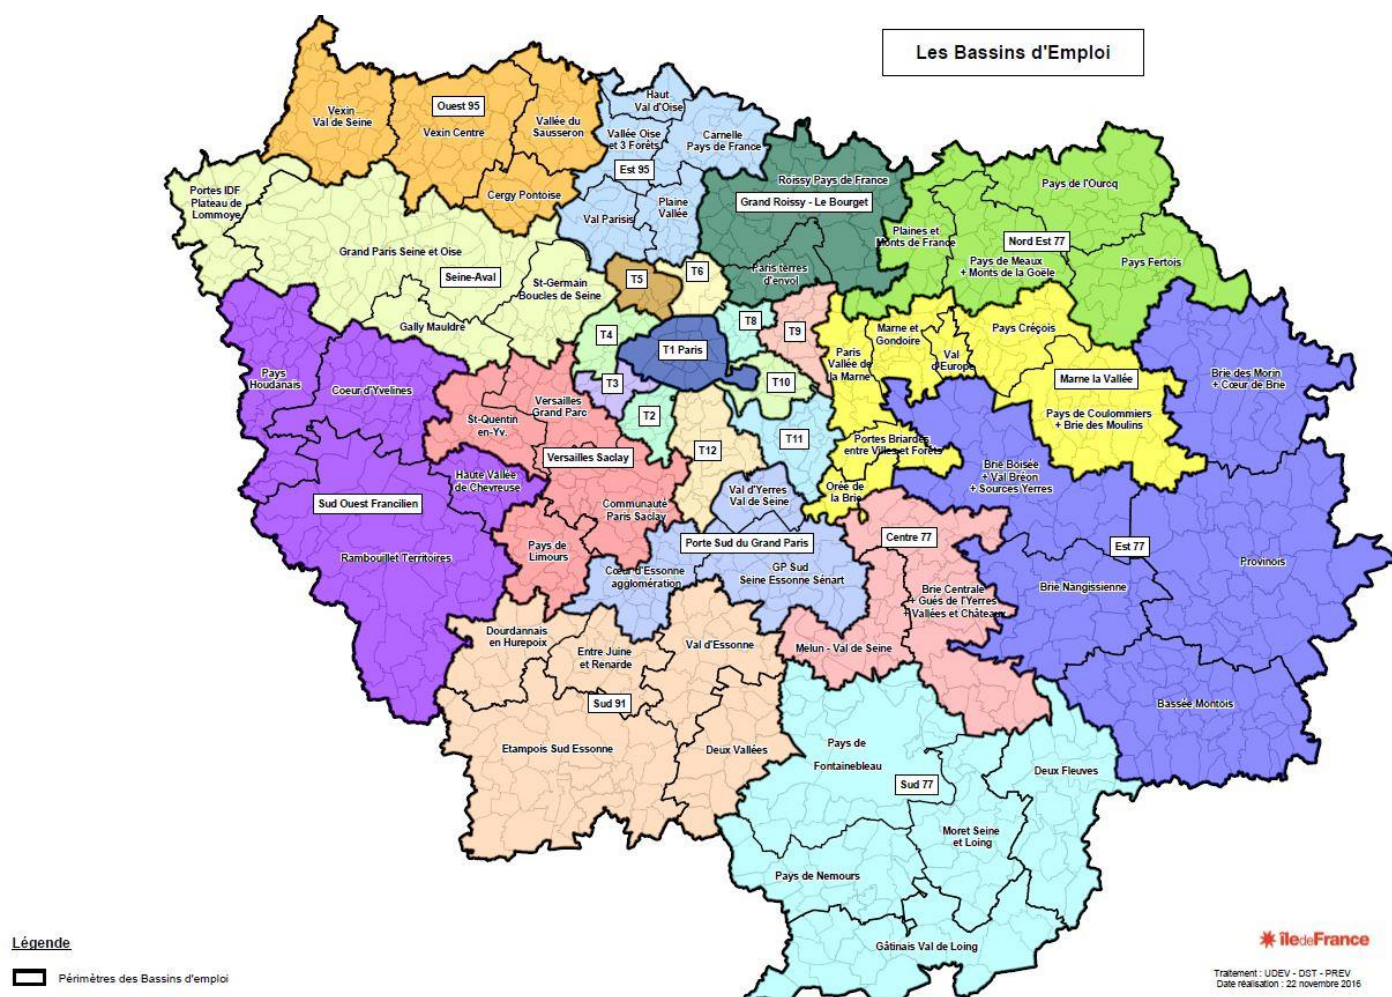 Les Bassins d'Emploi
Haut
Val d'Oise
Vexin
Val de Seine
Ouest 95
Vexin Centre
Vallée du
Sausseron
Vallée Oise
et 3 Forêts
Carnelle
Pays de France
Est 95
Cergy Pontoise
Val Parisis
Plaine
Vallée
Roissy Pays de France
Grand Roissy - Le Bourget
Paris terres
d'envol
Pays de l'Ourcq
Plaines et
Monts de France
Nord Est 77
Pays de Meaux
+ Monts de la Goële
Pays Fertois
Portes IDF
Plateau de
Lommoye
Grand Paris Seine et Oise
Seine-Aval
St-Germain
Boucles de Seine
Gally Mauldre
T5
T6
T4
T1 Paris
T8
T9
T3
T10
T2
T12
T11
Paris
Vallée de
la Marne
Marne et
Gondoire
Val
d'Europe
Pays Créçois
Marne la Vallée
Pays de Coulommiers
+ Brie des Moulins
Portes Briardes
entre Villes et Forêts
Orée de
la Brie
Brie des Morin
+ Cœur de Brie
Pays
Houdanais
Coeur d'Yvelines
Versailles
Grand Parc
St-Quentin
en-Yv.
Versailles Saclay
Haute Vallée
de Chevreuse
Sud Ouest Francilien
Communauté
Paris Saclay
Rambouillet Territoires
Pays de
Limours
Val d'Yerres
Val de Seine
Porte Sud du Grand Paris
Cœur d'Essonne
agglomération
GP Sud
Seine Essonne Sénart
Brie Boisée
+ Val Bréon
+ Sources Yerres
Centre 77
Est 77
Provinois
Brie Centrale
+ Gués de l'Yerres
+ Vallées et Châteaux
Brie Nangissienne
Melun - Val de Seine
Bassée Montois
Dourdannais
en Hurepoix
Entre Juine
et Renarde
Val d'Essonne
Sud 91
Etampois Sud Essonne
Deux Vallées
Pays de
Fontainebleau
Sud 77
Deux Fleuves
Moret Seine
et Loing
Pays de Nemours
Gâtinais Val de Loing
Légende
Périmètres des Bassins d'emploi
île de France
Traitement : UDEV - DST - PREV
Date réalisation : 22 novembre 2016